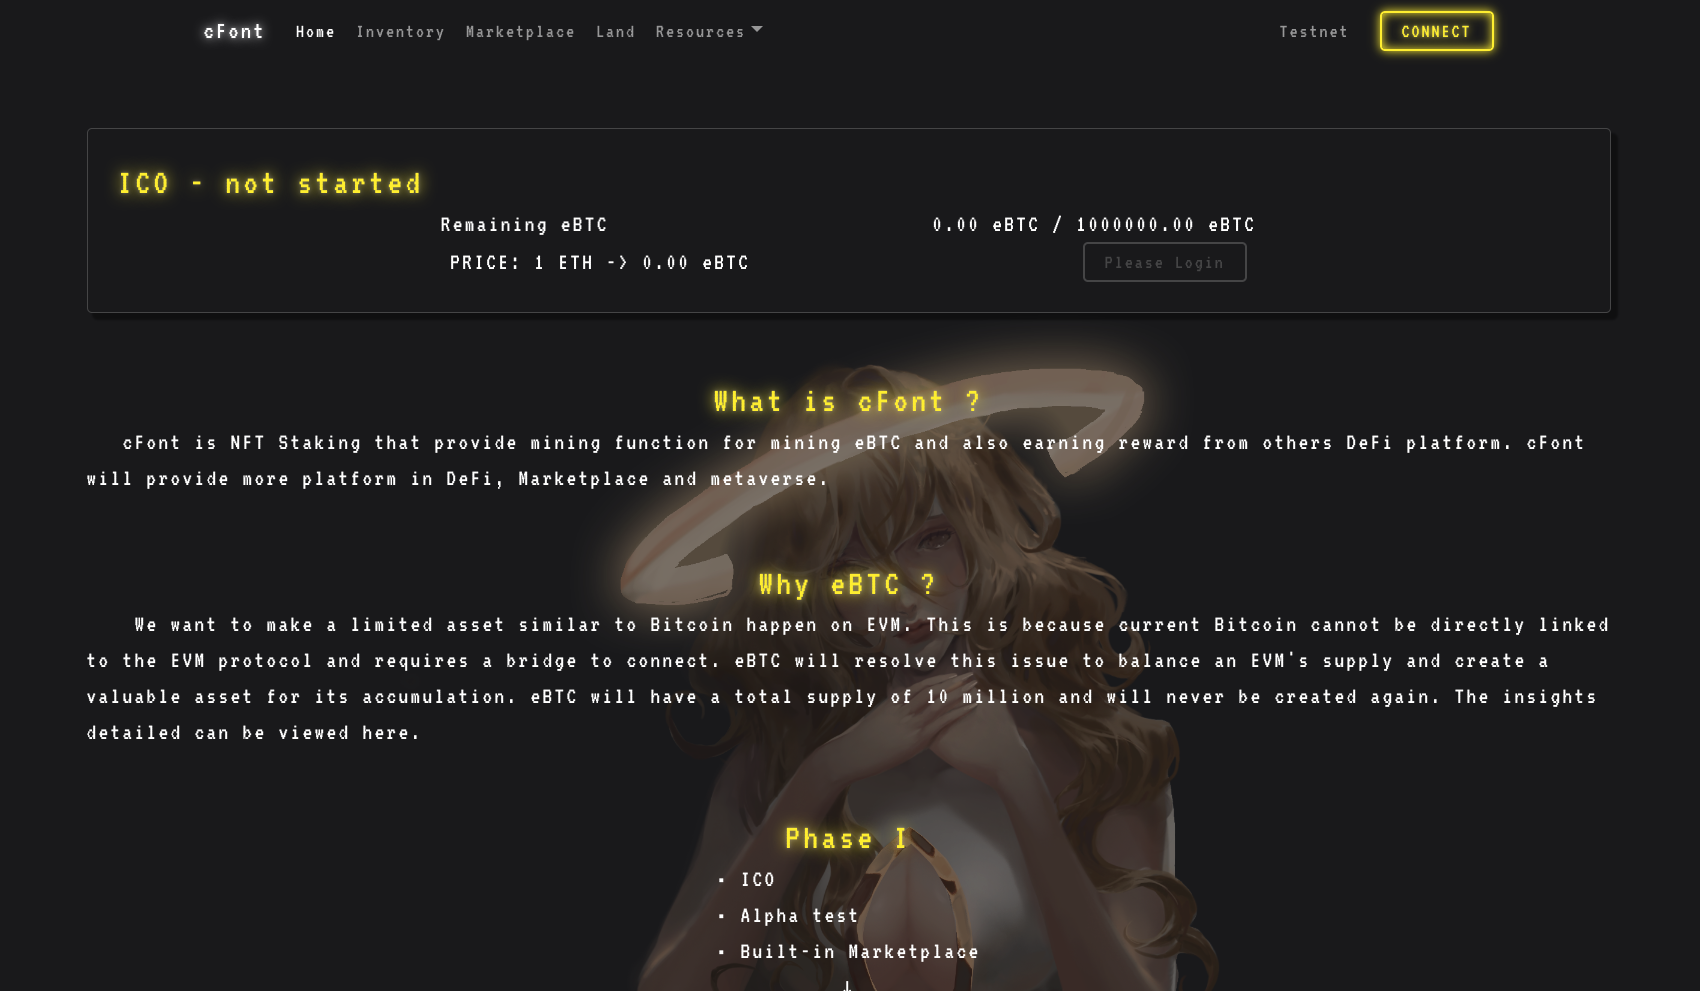 cFont Home Inventory Marketplace Land Resources Testnet CONNECT
ICO - not started
Remaining eBTC 0.00 eBTC / 1000000.00 eBTC
PRICE: 1 ETH -> 0.00 eBTC Please Login
What is cFont ?
cFont is NFT Staking that provide mining function for mining eBTC and also earning reward from others DeFi platform. cFont
will provide more platform in DeFi, Marketplace and metaverse.
Why eBTC ?
We want to make a limited asset similar to Bitcoin happen on EVM. This is because current Bitcoin cannot be directly linked
to the EVM protocol and requires a bridge to connect. eBTC will resolve this issue to balance an EVM's supply and create a
valuable asset for its accumulation. eBTC will have a total supply of 10 million and will never be created again. The insights
detailed can be viewed here.
Phase I
▪ ICO
▪ Alpha test
▪ Built-in Marketplace